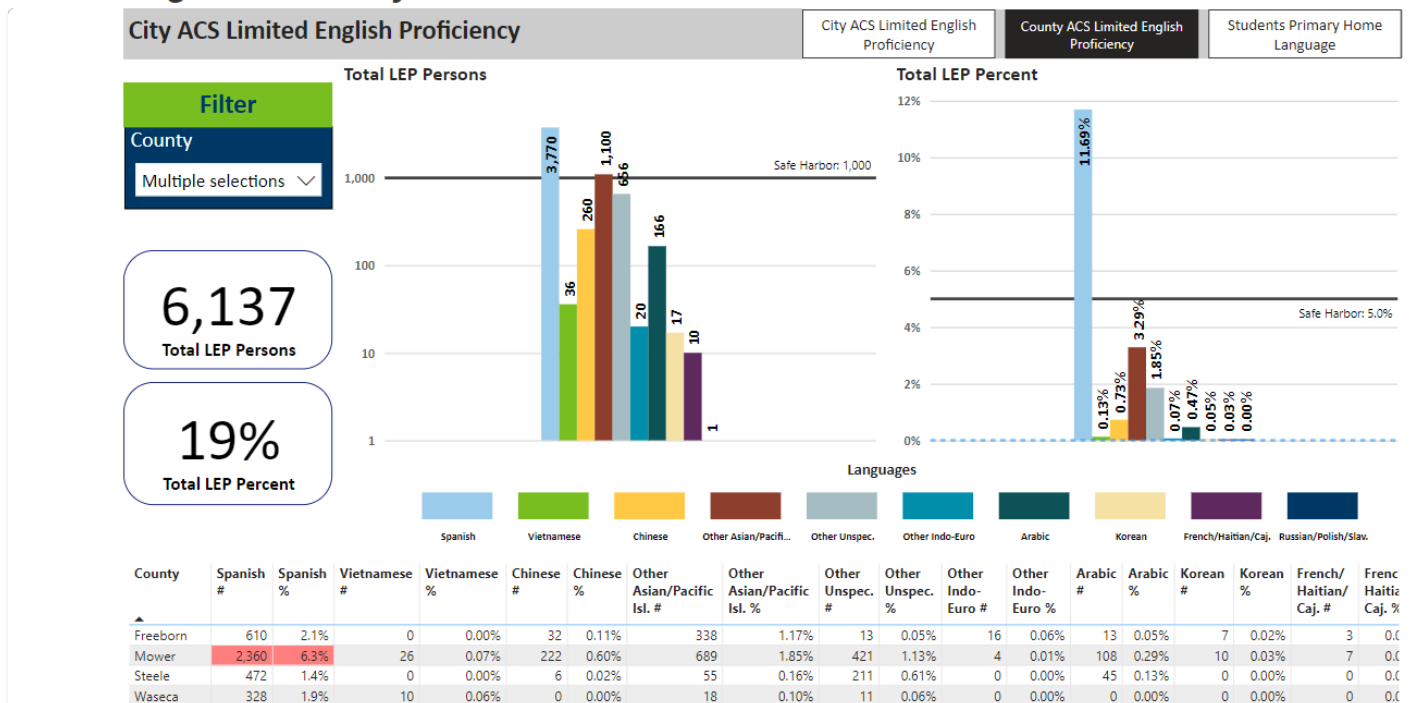 City ACS Limited English Proficiency
City ACS Limited English Proficiency
County ACS Limited English Proficiency
Students Primary Home Language
Filter
County
Multiple selections
6,137
Total LEP Persons
19%
Total LEP Percent
Total LEP Persons
1,000
100
10
1
Safe Harbor: 1,000
3,770
36
260
1,100
656
20
166
17
10
1
Total LEP Percent
12%
10%
8%
6%
4%
2%
0%
Safe Harbor: 5.0%
11.69%
0.13%
0.73%
3.29%
1.85%
0.07%
0.47%
0.05%
0.03%
0.00%
Languages
Spanish
Vietnamese
Chinese
Other Asian/Pacifi...
Other Unspec.
Other Indo-Euro
Arabic
Korean
French/Haitian/Caj.
Russian/Polish/Slav.
County Spanish # Spanish % Vietnamese # Vietnamese % Chinese # Chinese % Other Asian/Pacific Isl. # Other Asian/Pacific Isl. % Other Unspec. # Other Unspec. % Other Indo-Euro # Other Indo-Euro % Arabic # Arabic % Korean # Korean % French/Haitian/Caj. # Frenc Haitia Caj. %
Freeborn 610 2.1% 0 0.00% 32 0.11% 338 1.17% 13 0.05% 16 0.06% 13 0.05% 7 0.02% 3 0.0
Mower 2,360 6.3% 26 0.07% 222 0.60% 689 1.85% 421 1.13% 4 0.01% 108 0.29% 10 0.03% 7 0.0
Steele 472 1.4% 0 0.00% 6 0.02% 55 0.16% 211 0.61% 0 0.00% 45 0.13% 0 0.00% 0 0.0
Waseca 328 1.9% 10 0.06% 0 0.00% 18 0.10% 11 0.06% 0 0.00% 0 0.00% 0 0.00% 0 0.0